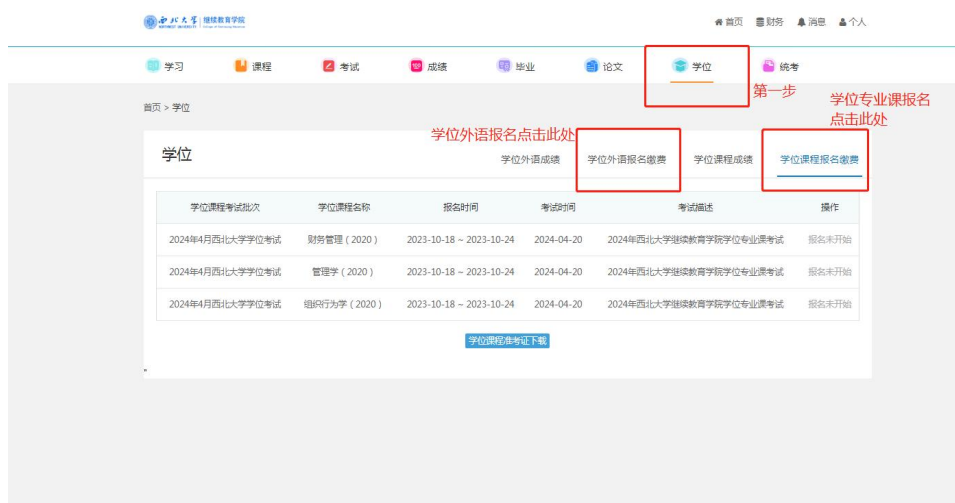 西北大学 继续教育学院
首页 财务 消息 个人
学习 课程 考试 成绩 毕业 论文 学位 统考
第一步
首页 > 学位
学位专业课报名
点击此处
学位外语报名点击此处
学位
学位外语成绩 学位外语报名缴费 学位课程成绩 学位课程报名缴费
学位课程考试批次 学位课程名称 报名时间 考试时间 考试描述 操作
2024年4月西北大学学位考试 财务管理(2020) 2023-10-18 ~ 2023-10-24 2024-04-20 2024年西北大学继续教育学院学位专业课考试 报名未开始
2024年4月西北大学学位考试 管理学(2020) 2023-10-18 ~ 2023-10-24 2024-04-20 2024年西北大学继续教育学院学位专业课考试 报名未开始
2024年4月西北大学学位考试 组织行为学(2020) 2023-10-18 ~ 2023-10-24 2024-04-20 2024年西北大学继续教育学院学位专业课考试 报名未开始
学位课程准考证下载